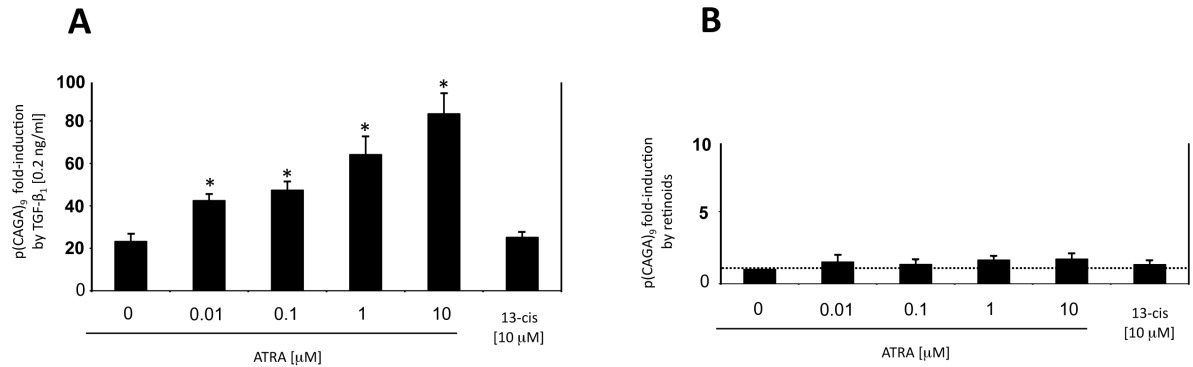 A
p(CAGA)9 fold-induction
by TGF-β1 [0.2 ng/ml]
100
80
60
40
20
0
*
*
*
*
0 0.01 0.1 1 10 13-cis
[10 μM]
ATRA [μM]
B
p(CAGA)9 fold-induction
by retinoids
10
5
0
0 0.01 0.1 1 10 13-cis
[10 μM]
ATRA [μM]